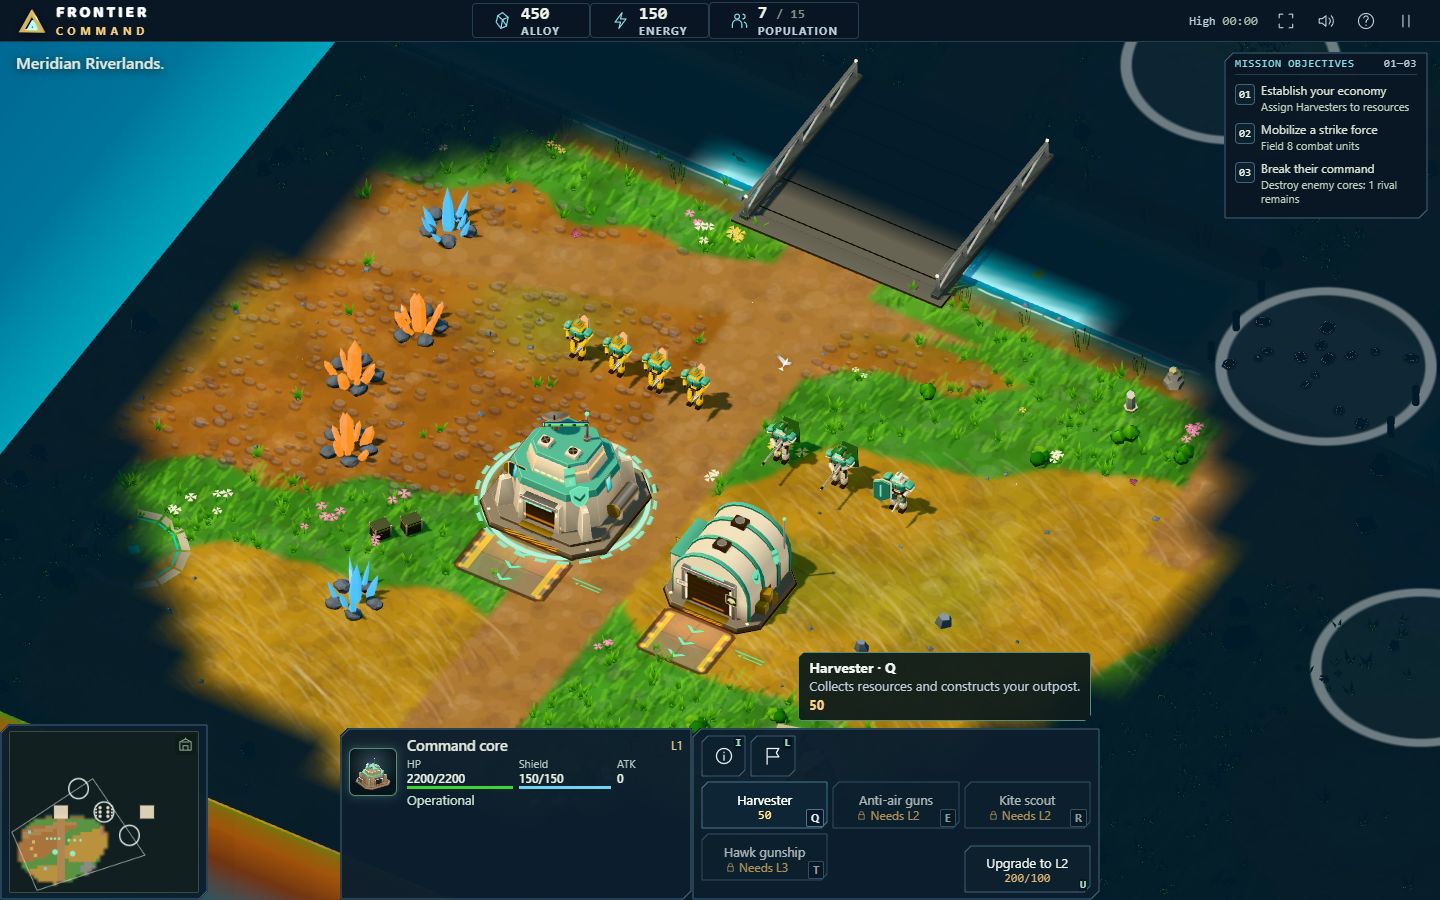 FRONTIER
COMMAND
450
ALLOY
150
ENERGY
7 / 15
POPULATION
High 00:00
Meridian Riverlands.
MISSION OBJECTIVES 01—03
01 Establish your economy
Assign Harvesters to resources
02 Mobilize a strike force
Field 8 combat units
03 Break their command
Destroy enemy cores: 1 rival
remains
Harvester · Q
Collects resources and constructs your outpost.
50
Command core L1
HP Shield ATK
2200/2200 150/150 0
Operational
I L
Harvester
50 Q
Anti-air guns
Needs L2 E
Kite scout
Needs L2 R
Hawk gunship
Needs L3 T
Upgrade to L2
200/100
U